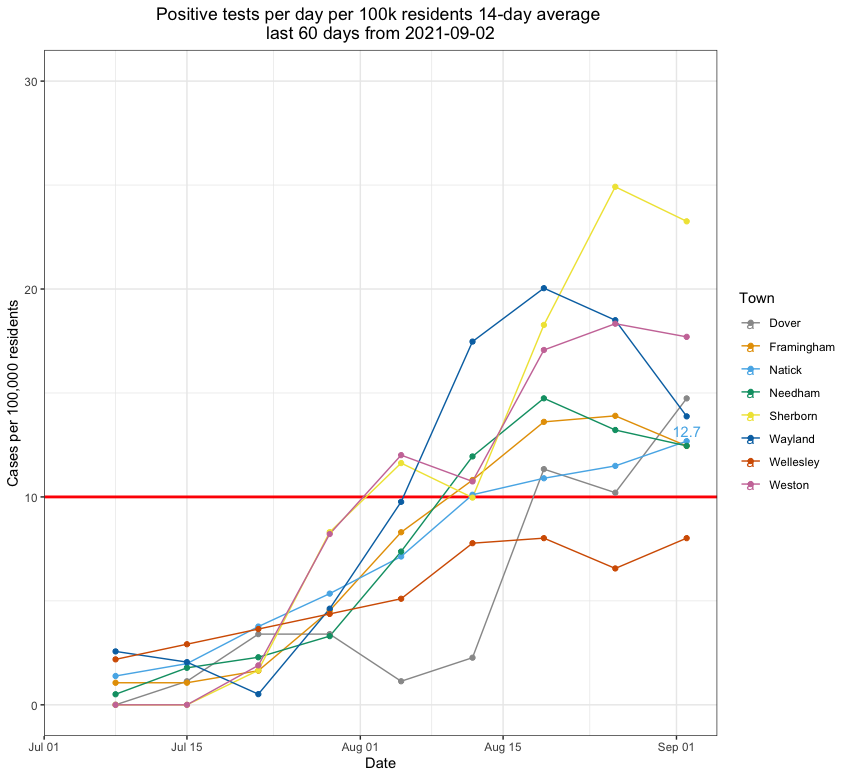 Positive tests per day per 100k residents 14-day average
last 60 days from 2021-09-02
30
20
10
0
Cases per 100,000 residents
12.7
Jul 01
Jul 15
Aug 01
Aug 15
Sep 01
Date
Town
a Dover
a Framingham
a Natick
a Needham
a Sherborn
a Wayland
a Wellesley
a Weston